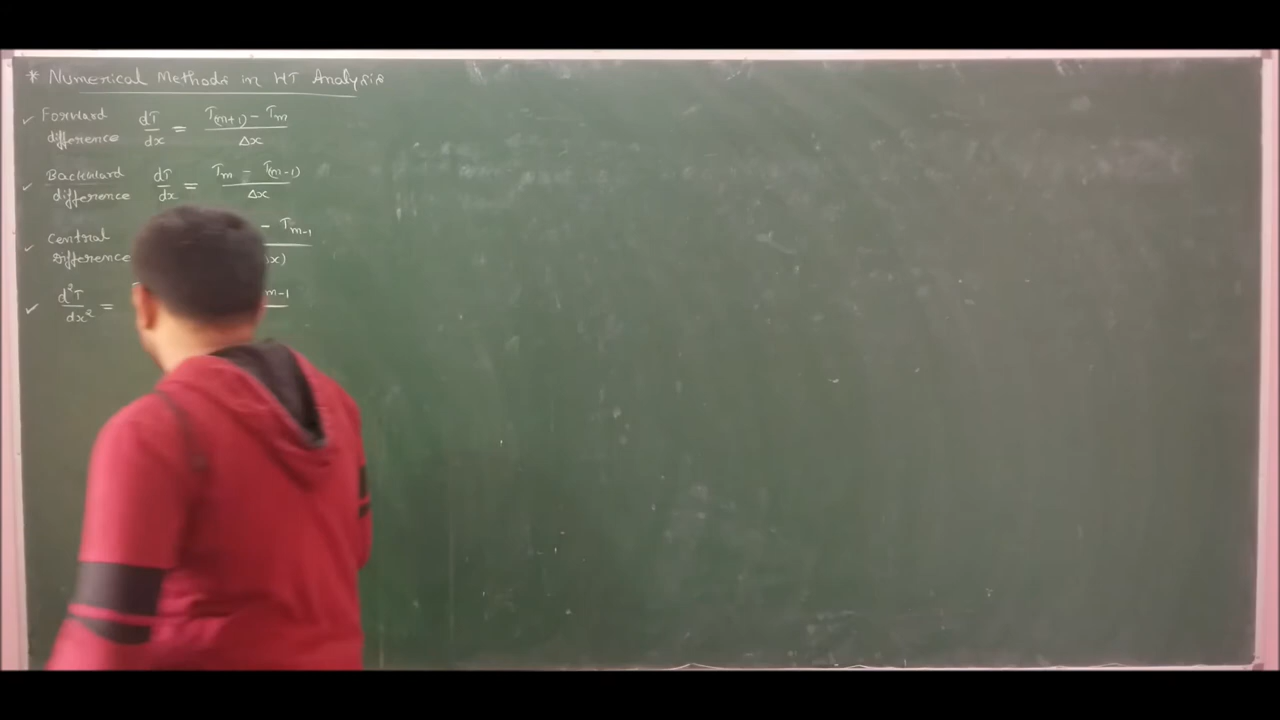 * Numerical Methods in HT Analysis
✓ Forward difference dT/dx = (T(m+1) - Tm)/Δx
✓ Backward difference dT/dx = (Tm - T(m-1))/Δx
✓ Central difference - Tm-1 / x)
✓ d²T/dx² = m-1